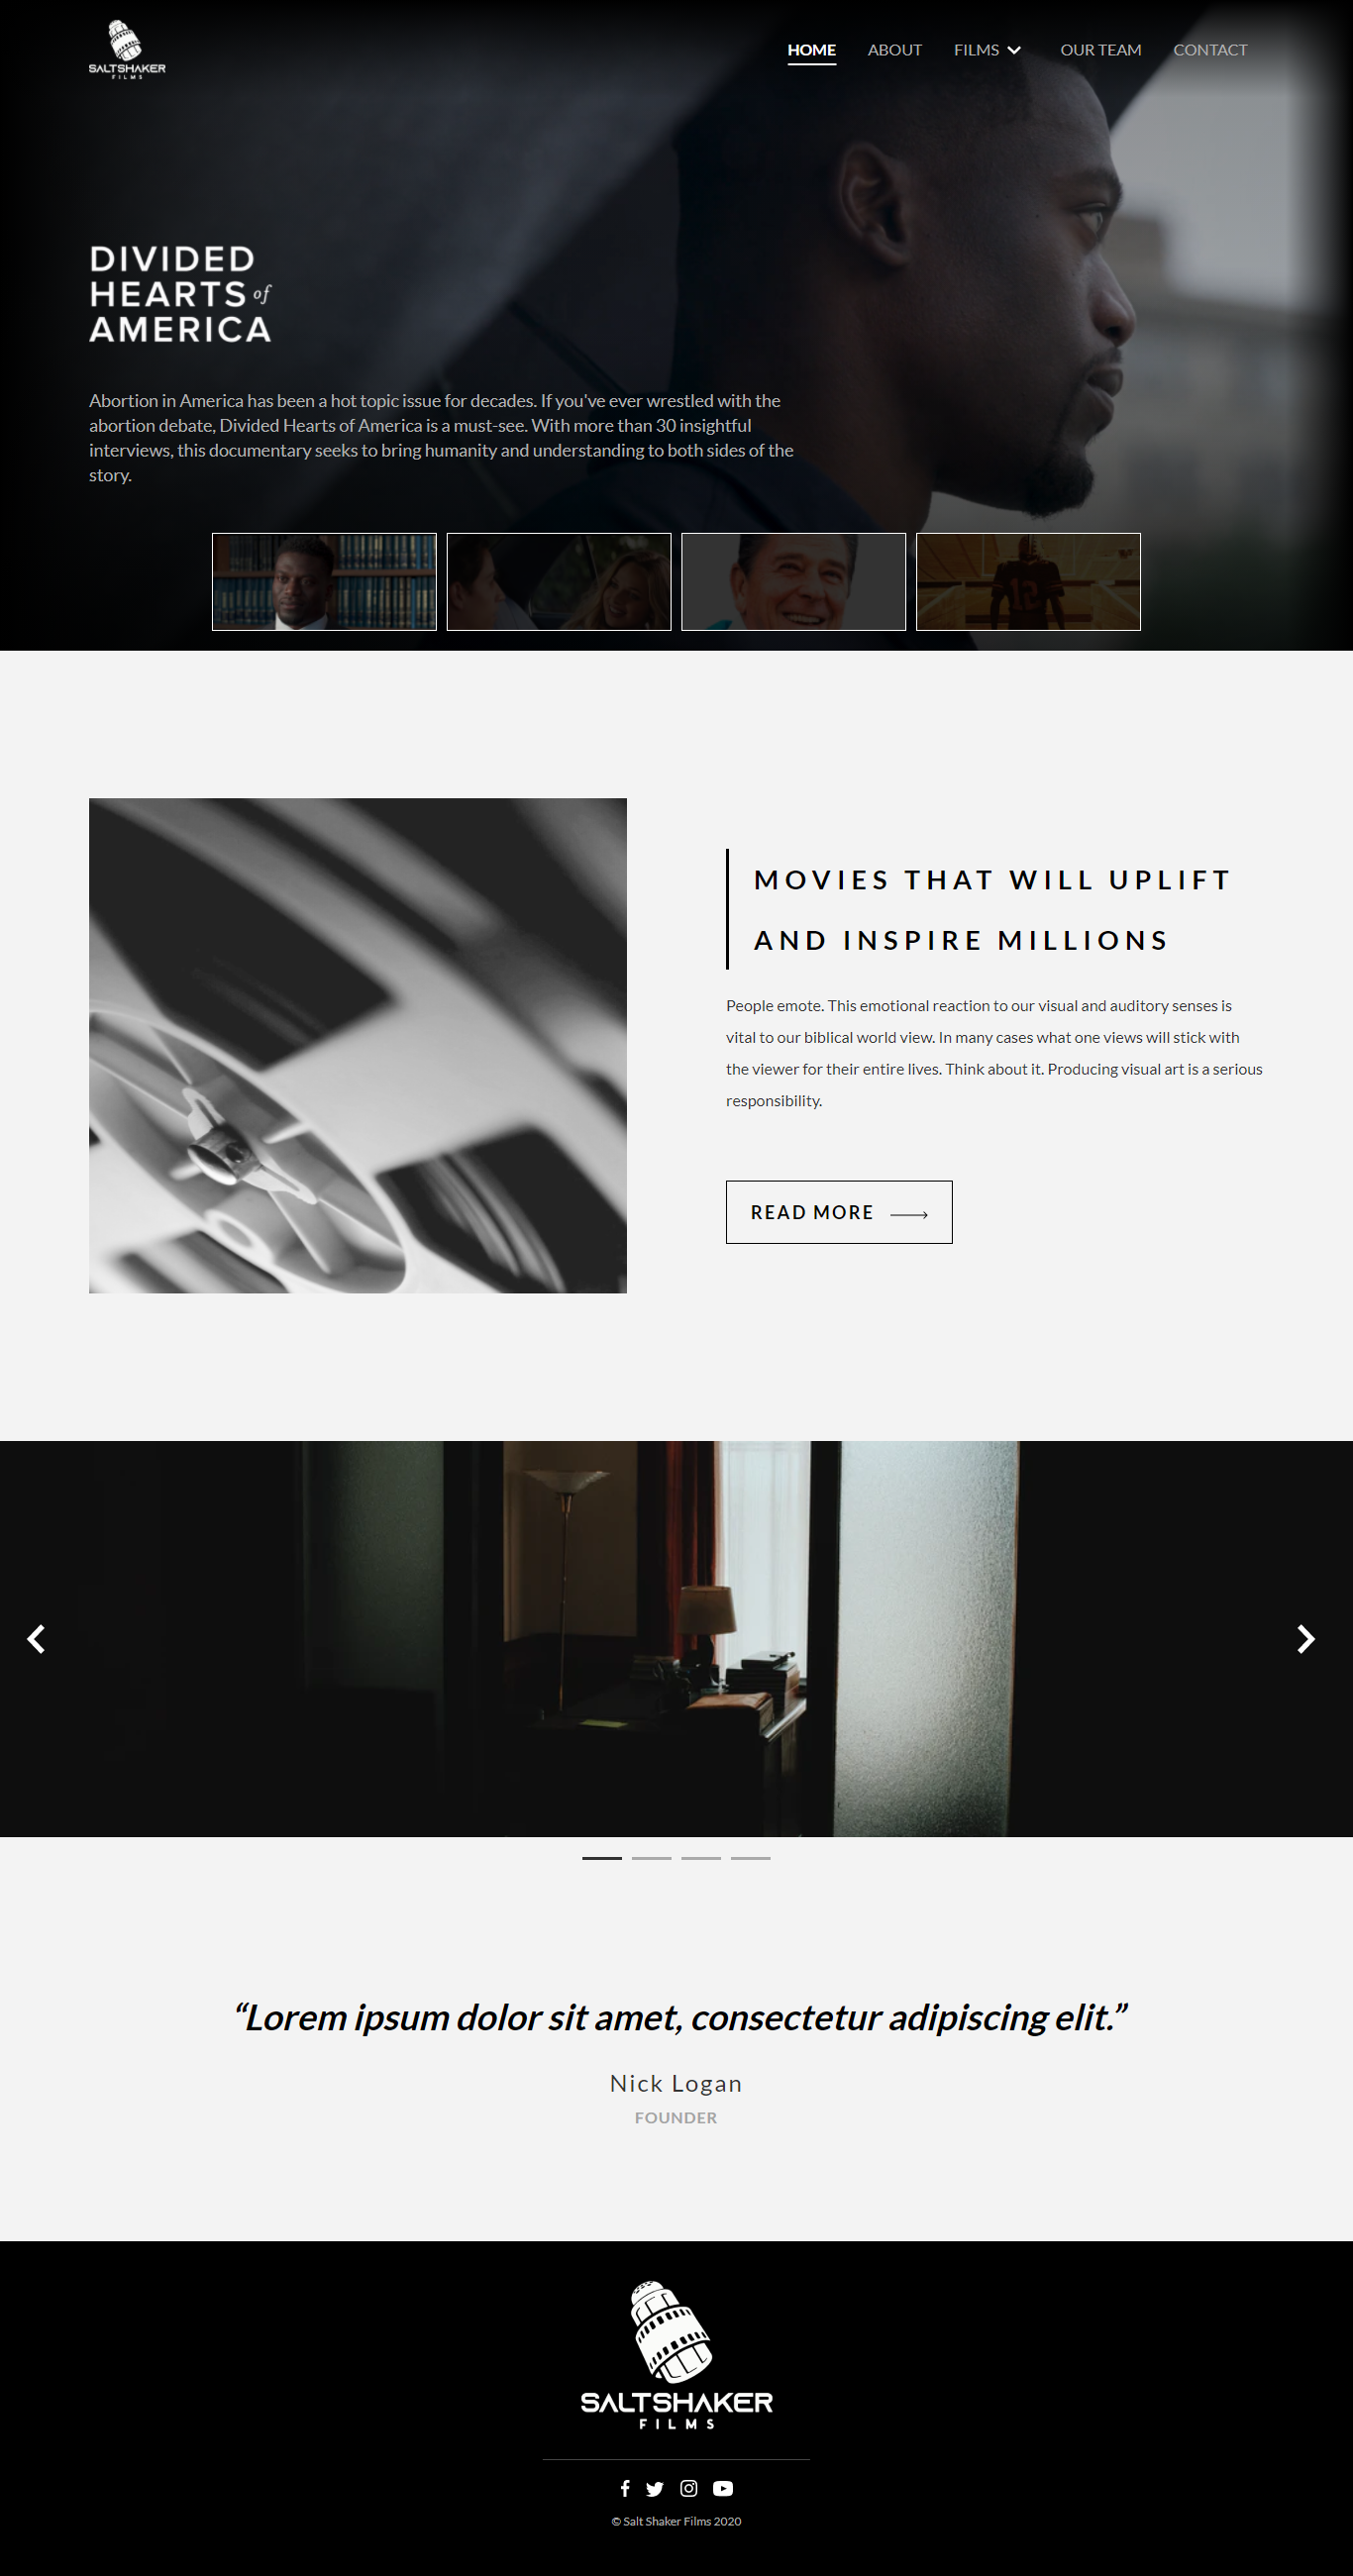 SALTSHAKER
FILMS
HOME ABOUT FILMS OUR TEAM CONTACT
DIVIDED
HEARTS of
AMERICA
Abortion in America has been a hot topic issue for decades. If you've ever wrestled with the
abortion debate, Divided Hearts of America is a must-see. With more than 30 insightful
interviews, this documentary seeks to bring humanity and understanding to both sides of the
story.
12
MOVIES THAT WILL UPLIFT
AND INSPIRE MILLIONS
People emote. This emotional reaction to our visual and auditory senses is
vital to our biblical world view. In many cases what one views will stick with
the viewer for their entire lives. Think about it. Producing visual art is a serious
responsibility.
READ MORE
“Lorem ipsum dolor sit amet, consectetur adipiscing elit.”
Nick Logan
FOUNDER
SALTSHAKER
FILMS
© Salt Shaker Films 2020